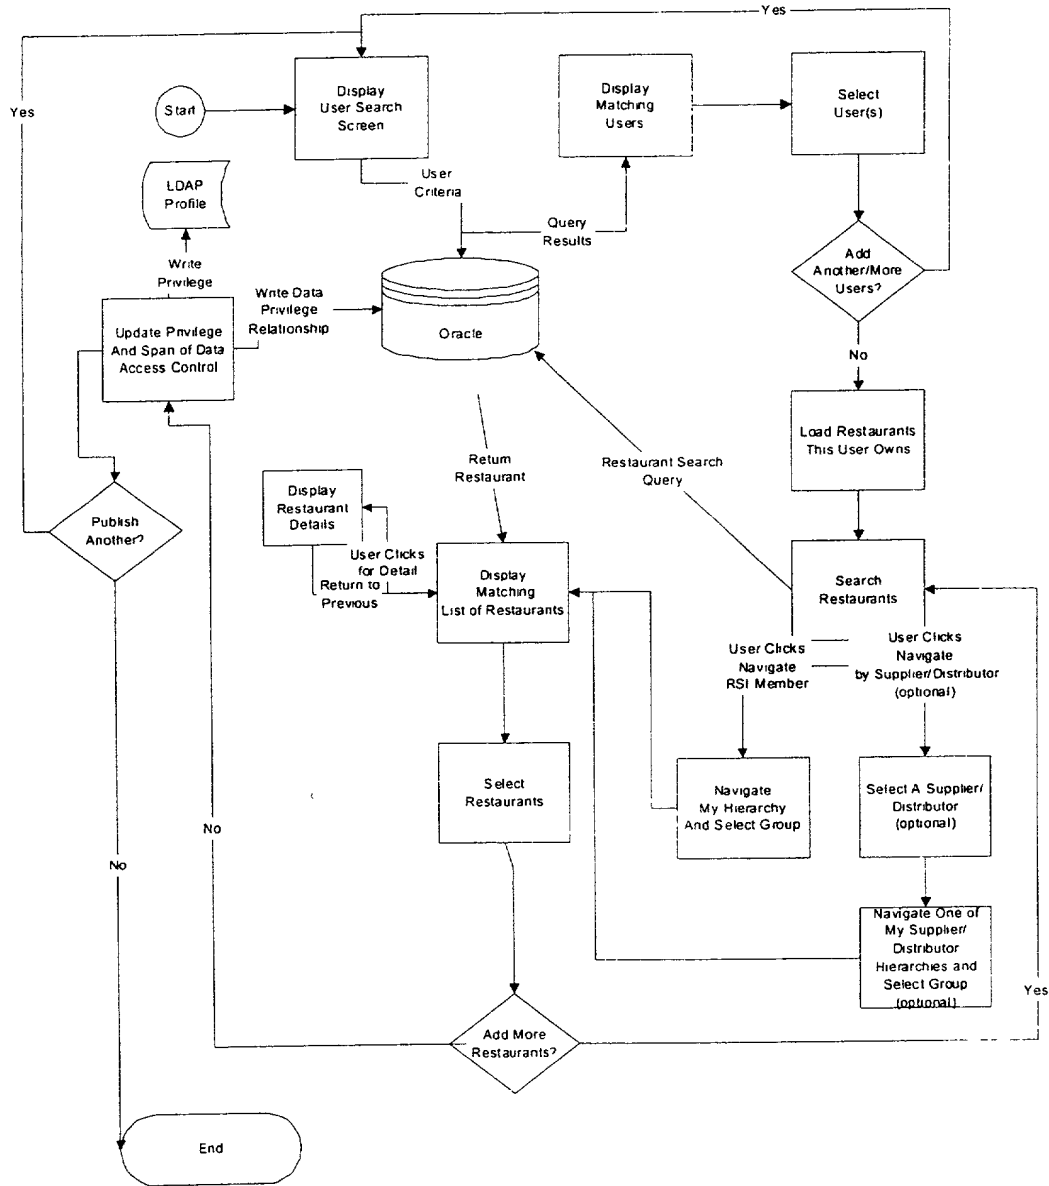 Yes
Yes
Start
Display
User Search
Screen
Display
Matching
Users
Select
User(s)
LDAP
Profile
User
Criteria
Query
Results
Add
Another/More
Users?
Write
Privilege
Write Data
Privilege
Relationship
Oracle
Update Privilege
And Span of Data
Access Control
No
Load Restaurants
This User Owns
Return
Restaurant
Restaurant Search
Query
Display
Restaurant
Details
Publish
Another?
User Clicks
for Detail
Return to
Previous
Display
Matching
List of Restaurants
Search
Restaurants
User Clicks
Navigate
RSI Member
User Clicks
Navigate
by Supplier/Distributor
(optional)
Select
Restaurants
Navigate
My Hierarchy
And Select Group
Select A Supplier/
Distributor
(optional)
No
No
Navigate One of
My Supplier/
Distributor
Hierarchies and
Select Group
(optional)
Yes
Add More
Restaurants?
End